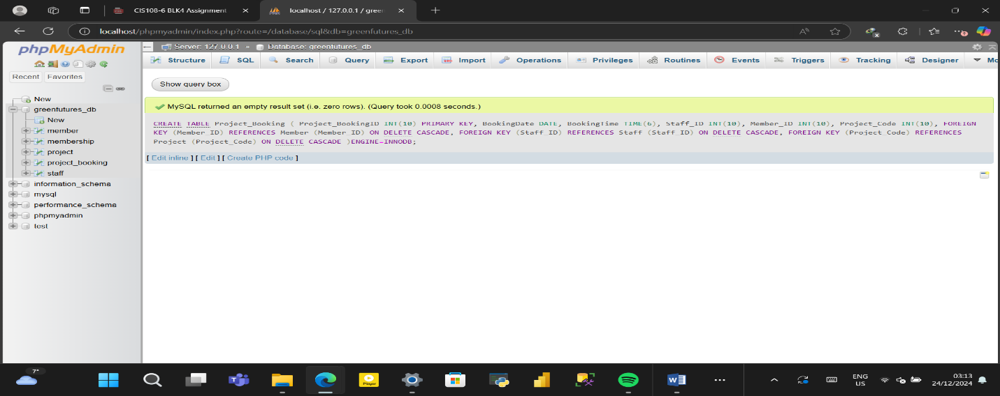 CIS108-6 BLK4 Assignment
localhost / 127.0.0.1 / green
localhost/phpmyadmin/index.php?route=/database/sql&db=greenfutures_db
phpMyAdmin
Recent Favorites
New
greenfutures_db
New
member
membership
project
project_booking
staff
information_schema
mysql
performance_schema
phpmyadmin
test
Server: 127.0.0.1 » Database: greenfutures_db
Structure SQL Search Query Export Import Operations Privileges Routines Events Triggers Tracking Designer Mo
Show query box
MySQL returned an empty result set (i.e. zero rows). (Query took 0.0008 seconds.)
CREATE TABLE Project_Booking ( Project_BookingID INT(10) PRIMARY KEY, BookingDate DATE, BookingTime TIME(6), Staff_ID INT(10), Member_ID INT(10), Project_Code INT(10), FOREIGN
KEY (Member_ID) REFERENCES Member (Member_ID) ON DELETE CASCADE, FOREIGN KEY (Staff_ID) REFERENCES Staff (Staff_ID) ON DELETE CASCADE, FOREIGN KEY (Project_Code) REFERENCES
Project (Project_Code) ON DELETE CASCADE )ENGINE=INNODB;
[ Edit inline ] [ Edit ] [ Create PHP code ]
7°
Player
ENG
US
03:13
24/12/2024